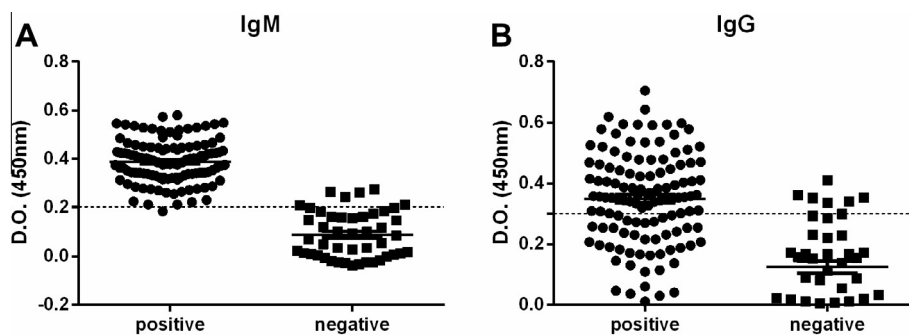 A
IgM
D.O. (450nm)
0.8
0.6
0.4
0.2
0.0
-0.2
positive
negative
B
IgG
D.O. (450nm)
0.8
0.6
0.4
0.2
0.0
positive
negative